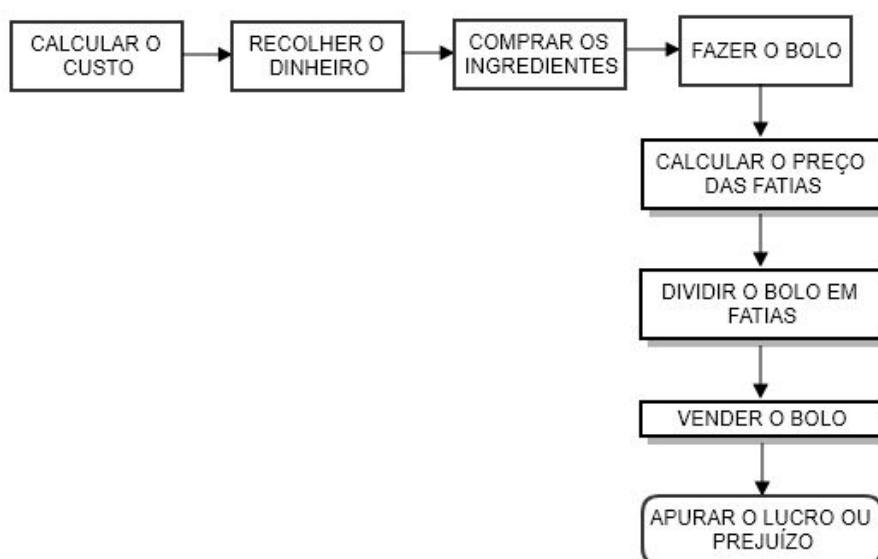 CALCULAR O
CUSTO
RECOLHER O
DINHEIRO
COMPRAR OS
INGREDIENTES
FAZER O BOLO
CALCULAR O PREÇO
DAS FATIAS
DIVIDIR O BOLO EM
FATIAS
VENDER O BOLO
APURAR O LUCRO OU
PREJUÍZO